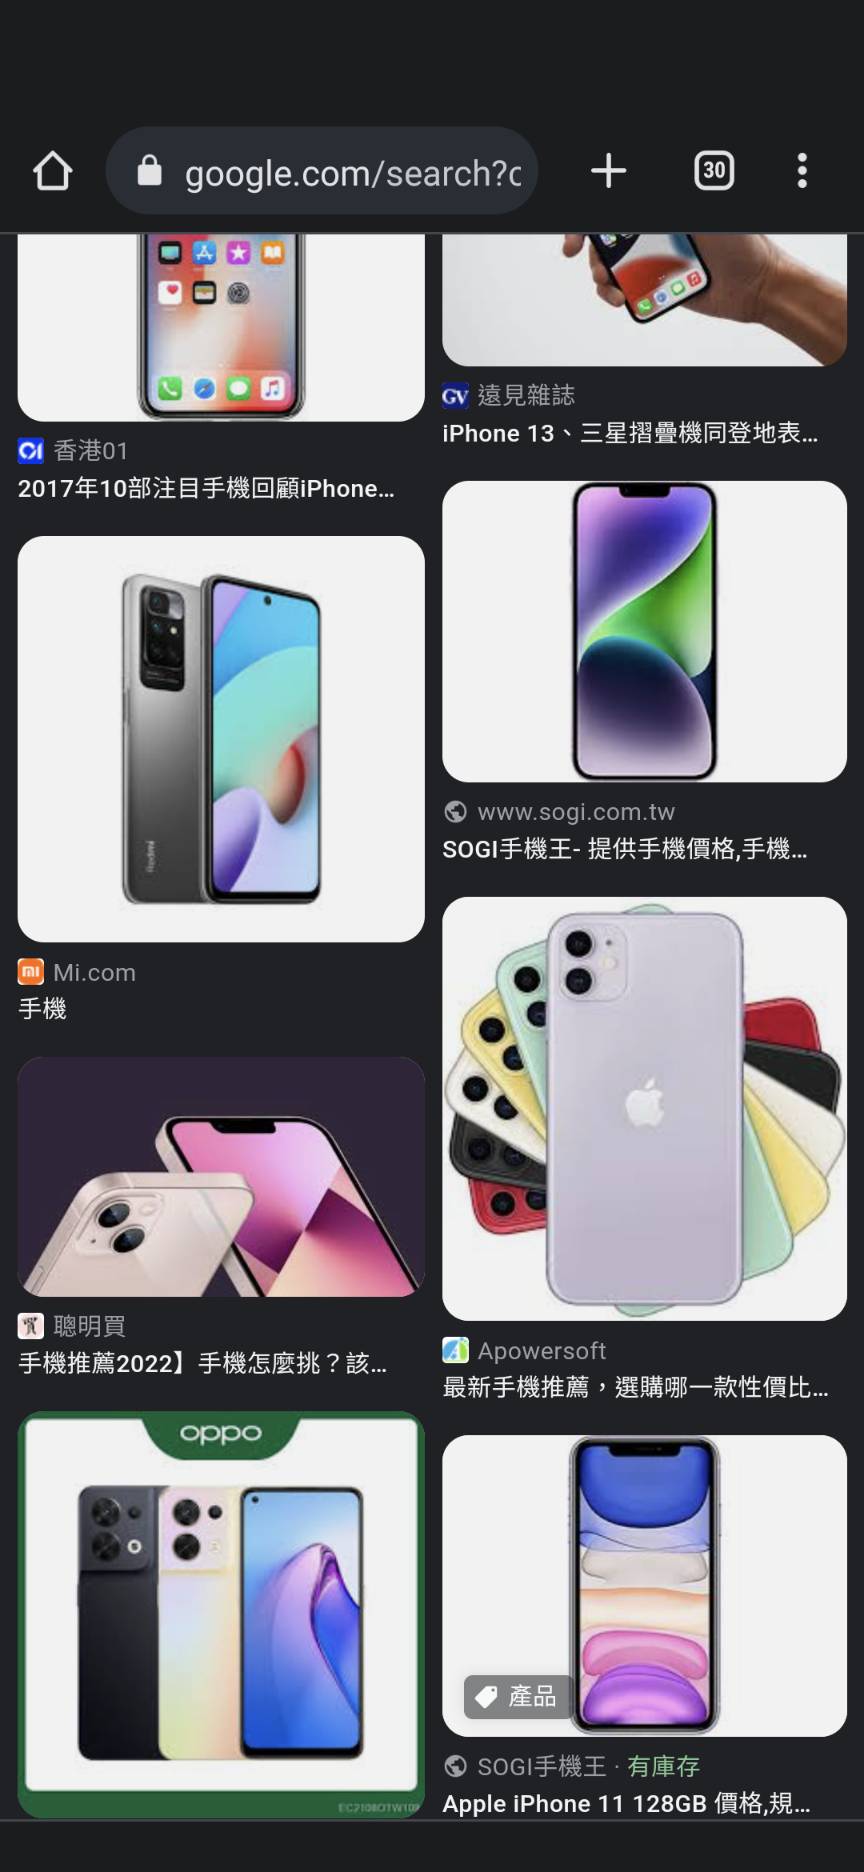 google.com/search?c
30
香港01
2017年10部注目手機回顧iPhone...
GV 遠見雜誌
iPhone 13、三星摺疊機同登地表...
Redmi
mi Mi.com
手機
www.sogi.com.tw
SOGI手機王- 提供手機價格,手機...
聰明買
手機推薦2022】手機怎麼挑？該...
Apowersoft
最新手機推薦，選購哪一款性價比...
oppo
產品
SOGI手機王 · 有庫存
Apple iPhone 11 128GB 價格,規...